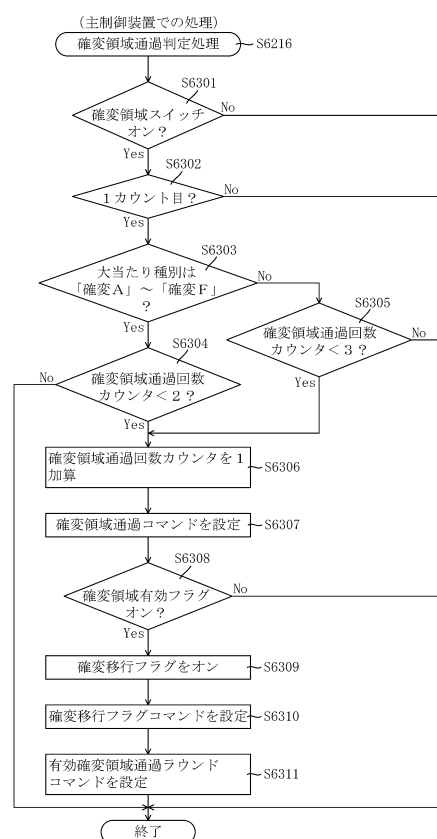 （主制御装置での処理）
確変領域通過判定処理
S6216
S6301
確変領域スイッチ
オン？
No
Yes
S6302
１カウント目？
No
Yes
S6303
大当たり種別は
「確変Ａ」～「確変Ｆ」
？
No
Yes
S6305
確変領域通過回数
カウンタ＜３？
No
Yes
S6304
確変領域通過回数
カウンタ＜２？
No
Yes
確変領域通過回数カウンタを１
加算
S6306
確変領域通過コマンドを設定
S6307
S6308
確変領域有効フラグ
オン？
No
Yes
確変移行フラグをオン
S6309
確変移行フラグコマンドを設定
S6310
有効確変領域通過ラウンド
コマンドを設定
S6311
終了